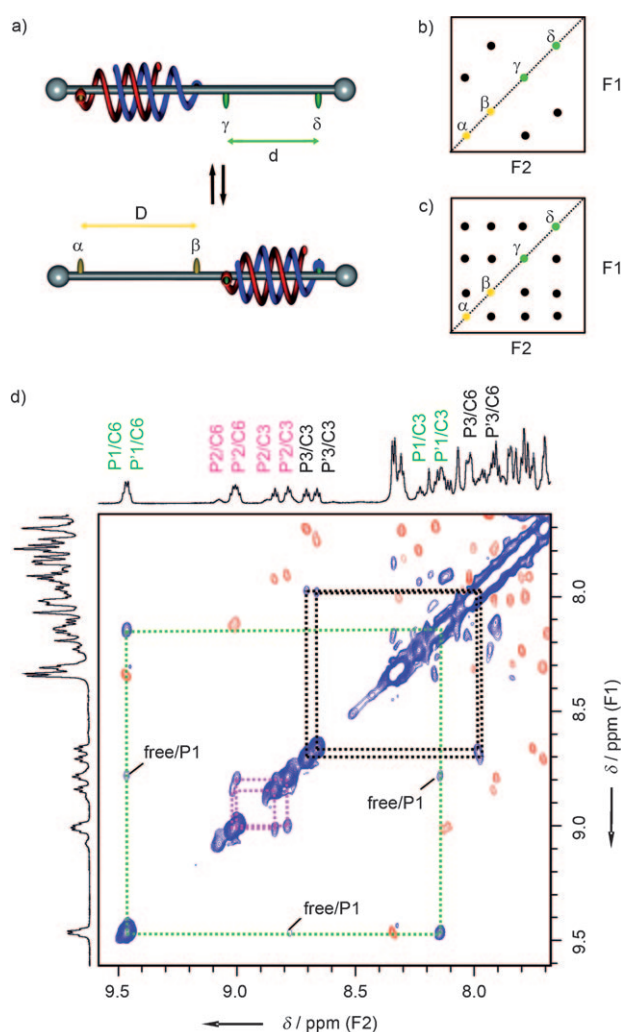 a)
γ δ
d
D
α β
b)
δ
γ
β
α
F1
F2
c)
δ
γ
β
α
F1
F2
d)
P1/C6
P'1/C6
P2/C6
P'2/C6
P2/C3
P'2/C3
P3/C3
P'3/C3
P1/C3
P'1/C3
P3/C6
P'3/C6
8.0
8.5
free/P1 free/P1
9.0
free/P1
9.5
9.5 9.0 8.5 8.0
δ / ppm (F1)
δ / ppm (F2)